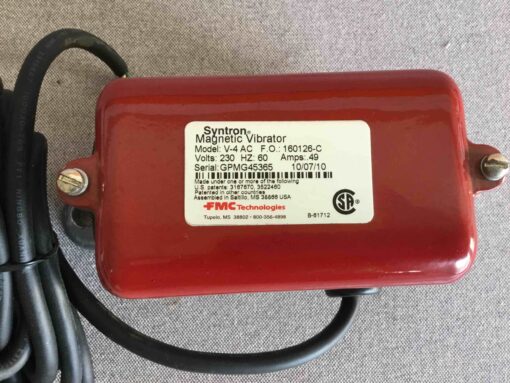 Syntron®
Magnetic Vibrator
Model: V-4 AC F.O.: 160126-C
Volts: 230 HZ: 60 Amps:.49
Serial:GPMG45365 10/07/10
Made under one or more of the following
U.S. patents: 3167670, 3522460
Patented in other countries
Assembled in Saltillo, MS 38866 USA
FMC Technologies
Tupelo, MS 38802 - 800-356-4898
B-61712
SA